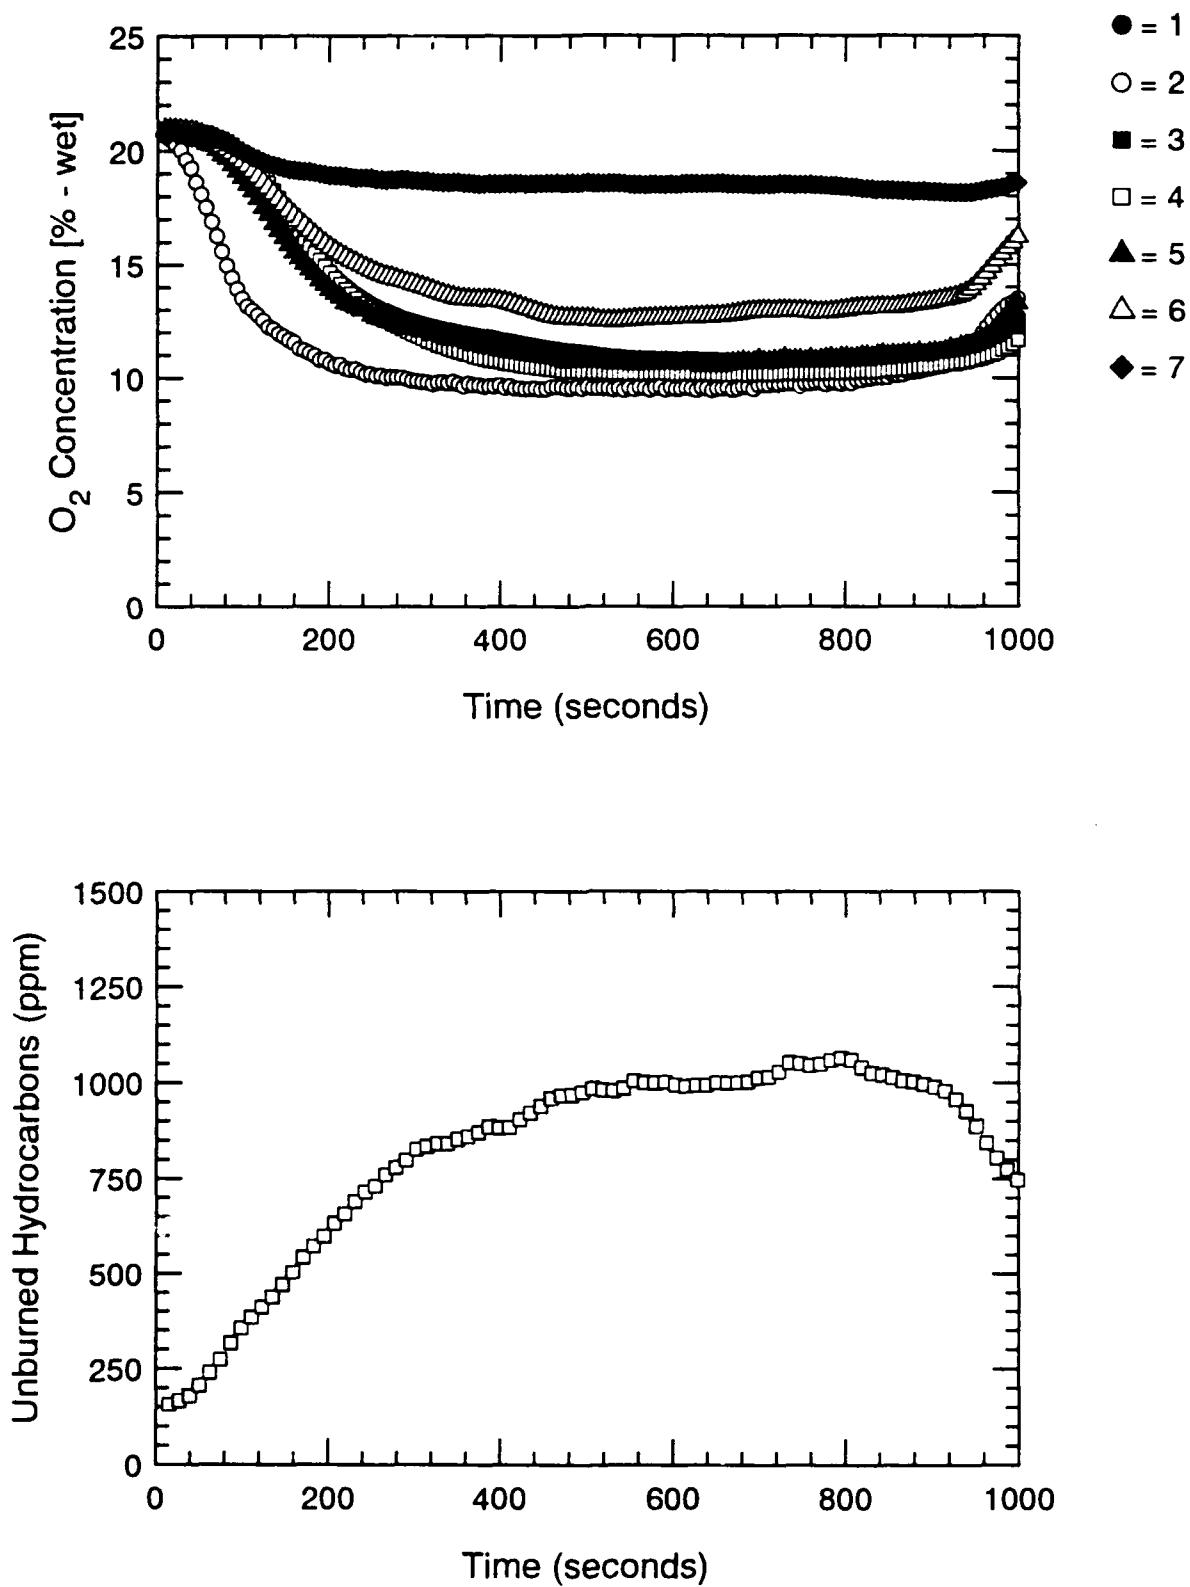 25
20
15
10
5
0
O2 Concentration [% - wet]
0 200 400 600 800 1000
Time (seconds)
● = 1
○ = 2
■ = 3
□ = 4
▲ = 5
△ = 6
◆ = 7
1500
1250
1000
750
500
250
0
Unburned Hydrocarbons (ppm)
0 200 400 600 800 1000
Time (seconds)